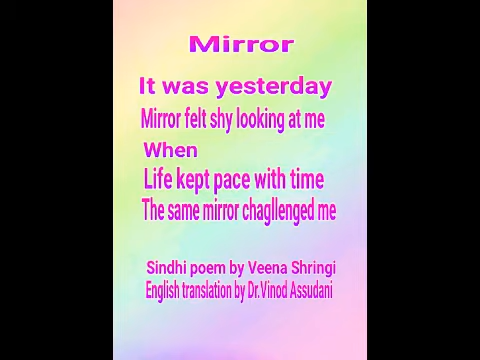 Mirror
It was yesterday
Mirror felt shy looking at me
When
Life kept pace with time
The same mirror chagllenged me
Sindhi poem by Veena Shringi
English translation by Dr.Vinod Assudani